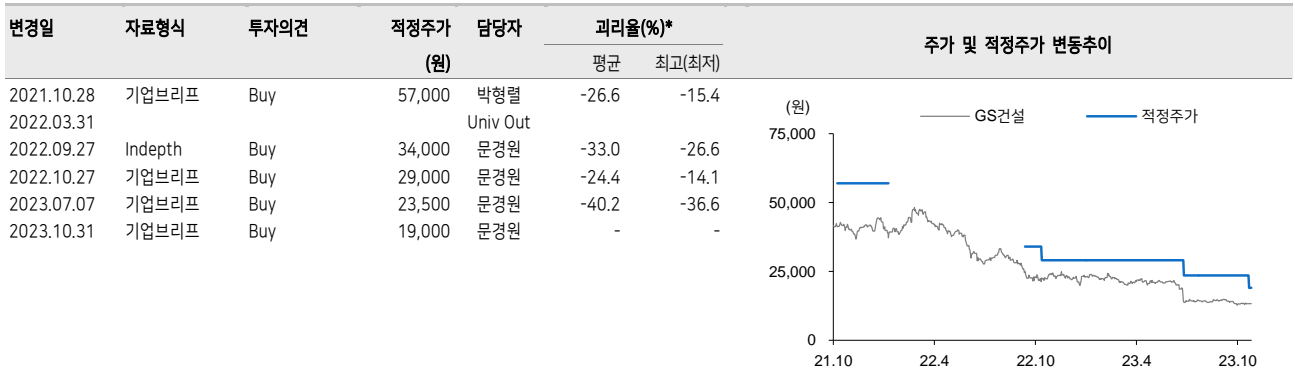 변경일 자료형식 투자의견 적정주가 담당자 괴리율(%)* 주가 및 적정주가 변동추이
(원) 평균 최고(최저)
2021.10.28 기업브리프 Buy 57,000 박형렬 -26.6 -15.4
2022.03.31 Univ Out
2022.09.27 Indepth Buy 34,000 문경원 -33.0 -26.6
2022.10.27 기업브리프 Buy 29,000 문경원 -24.4 -14.1
2023.07.07 기업브리프 Buy 23,500 문경원 -40.2 -36.6
2023.10.31 기업브리프 Buy 19,000 문경원 - -
(원)
GS건설 적정주가
75,000
50,000
25,000
0
21.10 22.4 22.10 23.4 23.10